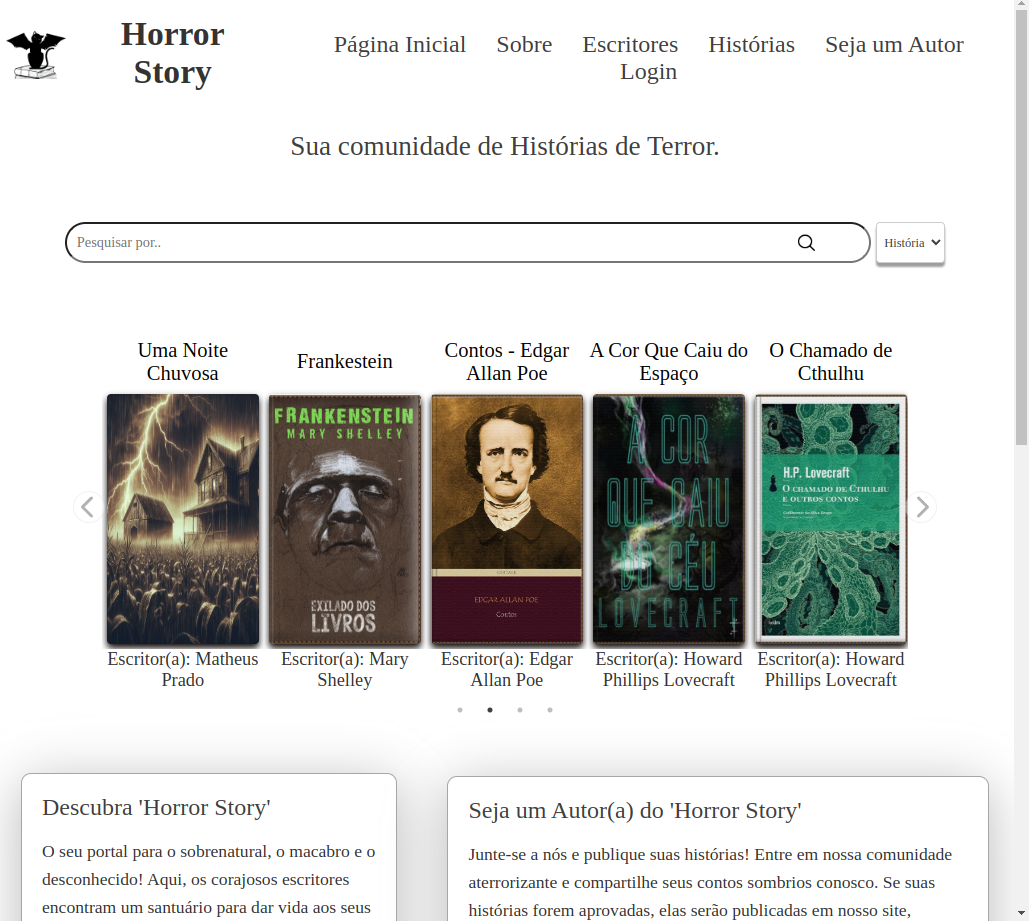 Horror
Story
Página Inicial Sobre Escritores Histórias Seja um Autor
Login
Sua comunidade de Histórias de Terror.
Pesquisar por..
História
Uma Noite
Chuvosa
Frankestein
Contos - Edgar
Allan Poe
A Cor Que Caiu do
Espaço
O Chamado de
Cthulhu
FRANKENSTEIN
MARY SHELLEY
EXILADO DOS
LIVROS
EDGAR ALLAN POE
Contos
A COR
QUE CAIU
DO CÉU
LOVECRAFT
H.P. Lovecraft
O CHAMADO DE CTHULHU
E OUTROS CONTOS
Escritor(a): Matheus
Prado
Escritor(a): Mary
Shelley
Escritor(a): Edgar
Allan Poe
Escritor(a): Howard
Phillips Lovecraft
Escritor(a): Howard
Phillips Lovecraft
Descubra 'Horror Story'
O seu portal para o sobrenatural, o macabro e o
desconhecido! Aqui, os corajosos escritores
encontram um santuário para dar vida aos seus
Seja um Autor(a) do 'Horror Story'
Junte-se a nós e publique suas histórias! Entre em nossa comunidade
aterrorizante e compartilhe seus contos sombrios conosco. Se suas
histórias forem aprovadas, elas serão publicadas em nosso site,